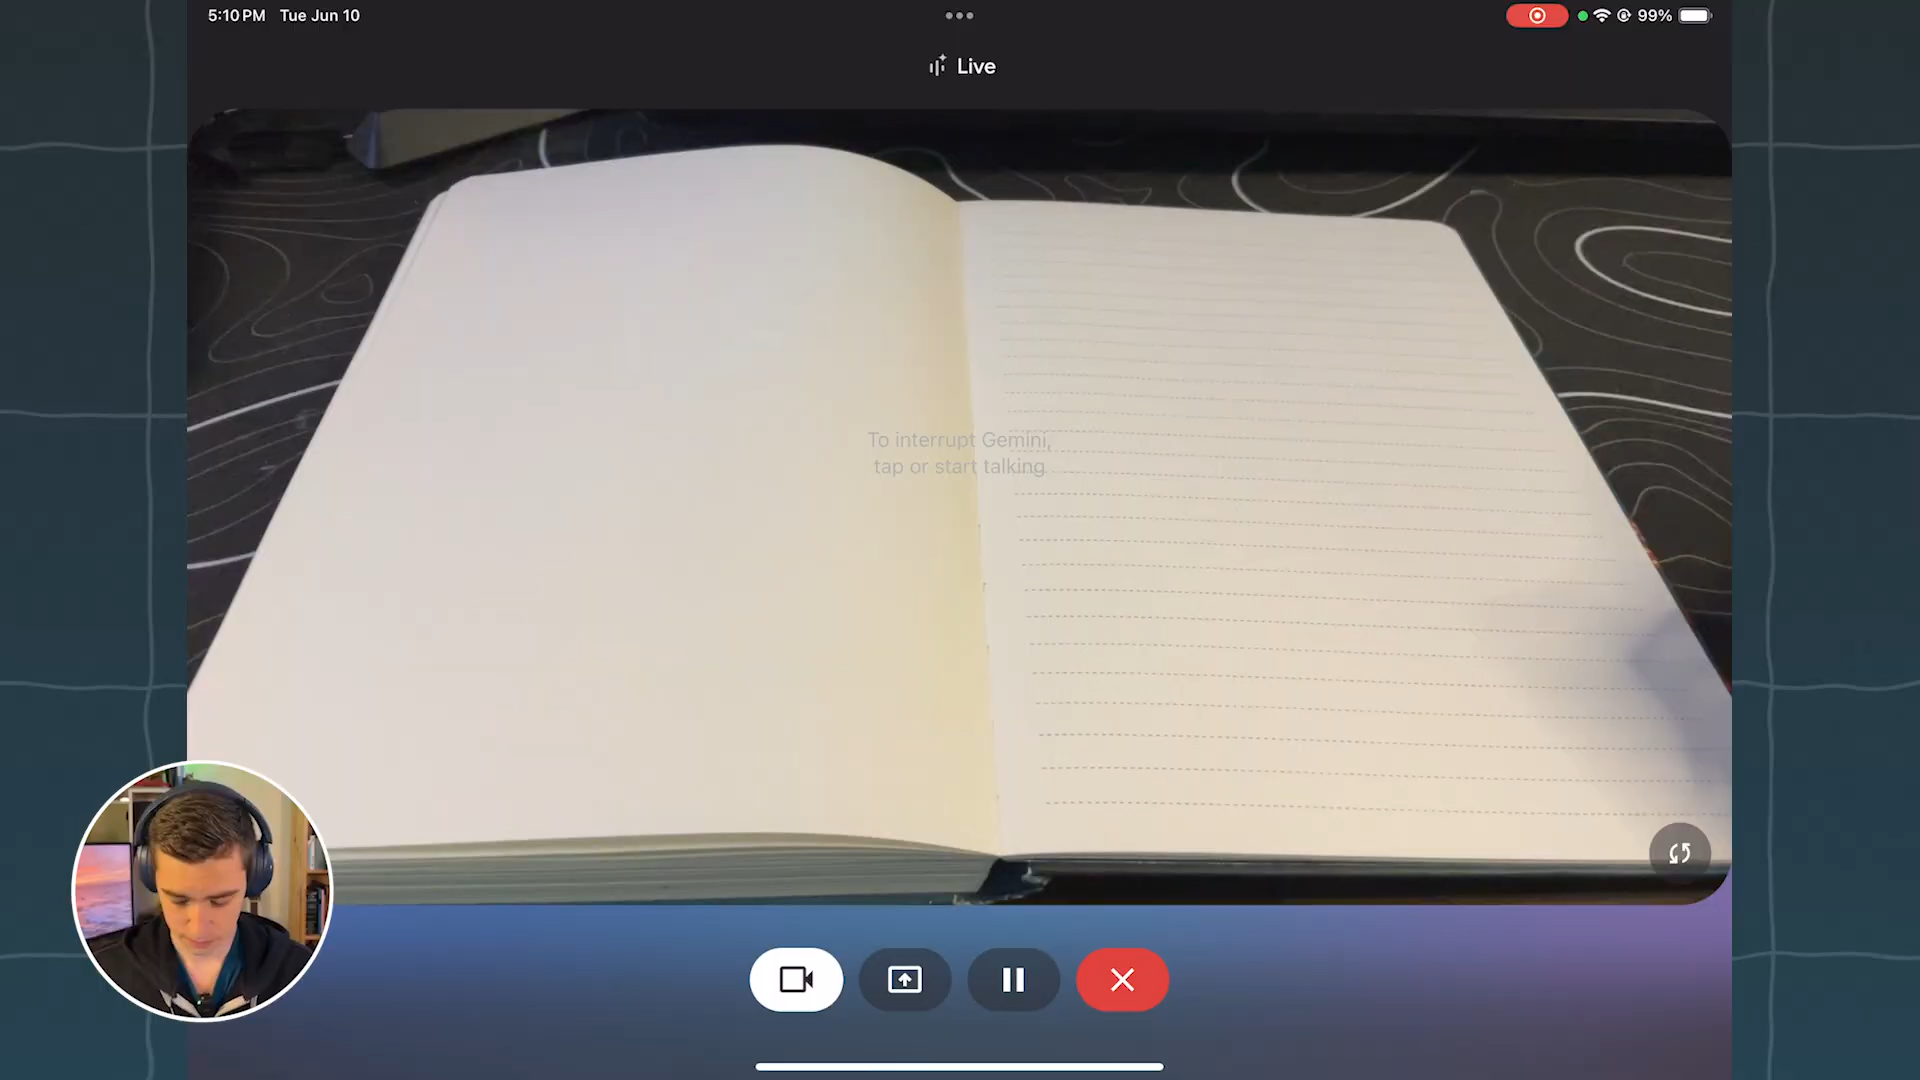 5:10 PM Tue Jun 10
99%
Live
To interrupt Gemini,
tap or start talking